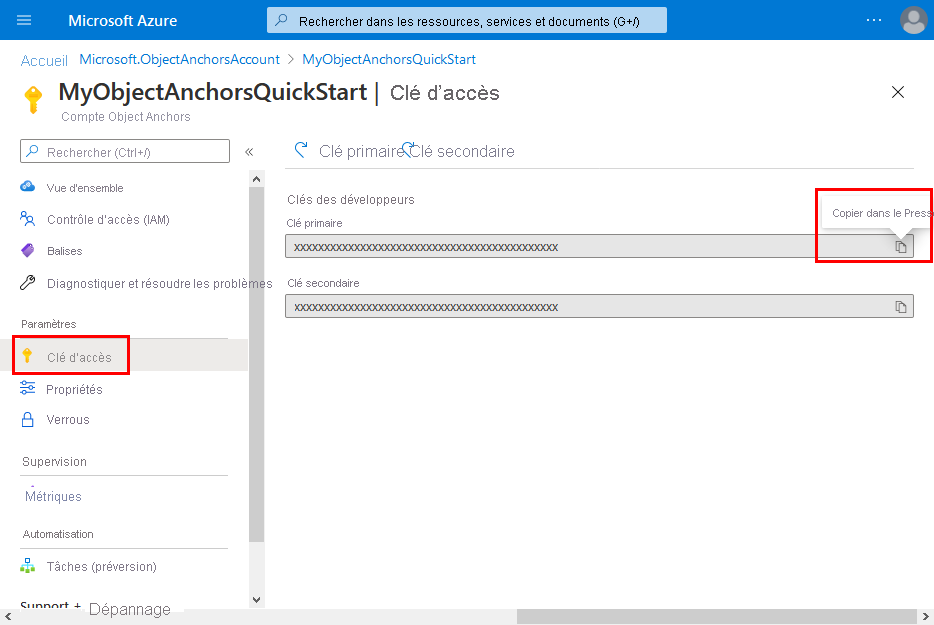 Microsoft Azure
Rechercher dans les ressources, services et documents (G+/)
Accueil Microsoft.ObjectAnchorsAccount > MyObjectAnchorsQuickStart
MyObjectAnchorsQuickStart | Clé d'accès
Compte Object Anchors
Rechercher (Ctrl+/) «
Clé primaire Clé secondaire
Vue d'ensemble
Contrôle d'accès (IAM)
Balises
Diagnostiquer et résoudre les problèmes
Paramètres
Clé d'accès
Propriétés
Verrous
Supervision
Métriques
Automatisation
Tâches (préversion)
Support + Dépannage
Clés des développeurs
Clé primaire
Copier dans le Press
xxxxxxxxxxxxxxxxxxxxxxxxxxxxxxxxxxxxxxxxxxxx
Clé secondaire
xxxxxxxxxxxxxxxxxxxxxxxxxxxxxxxxxxxxxxxxxxxx